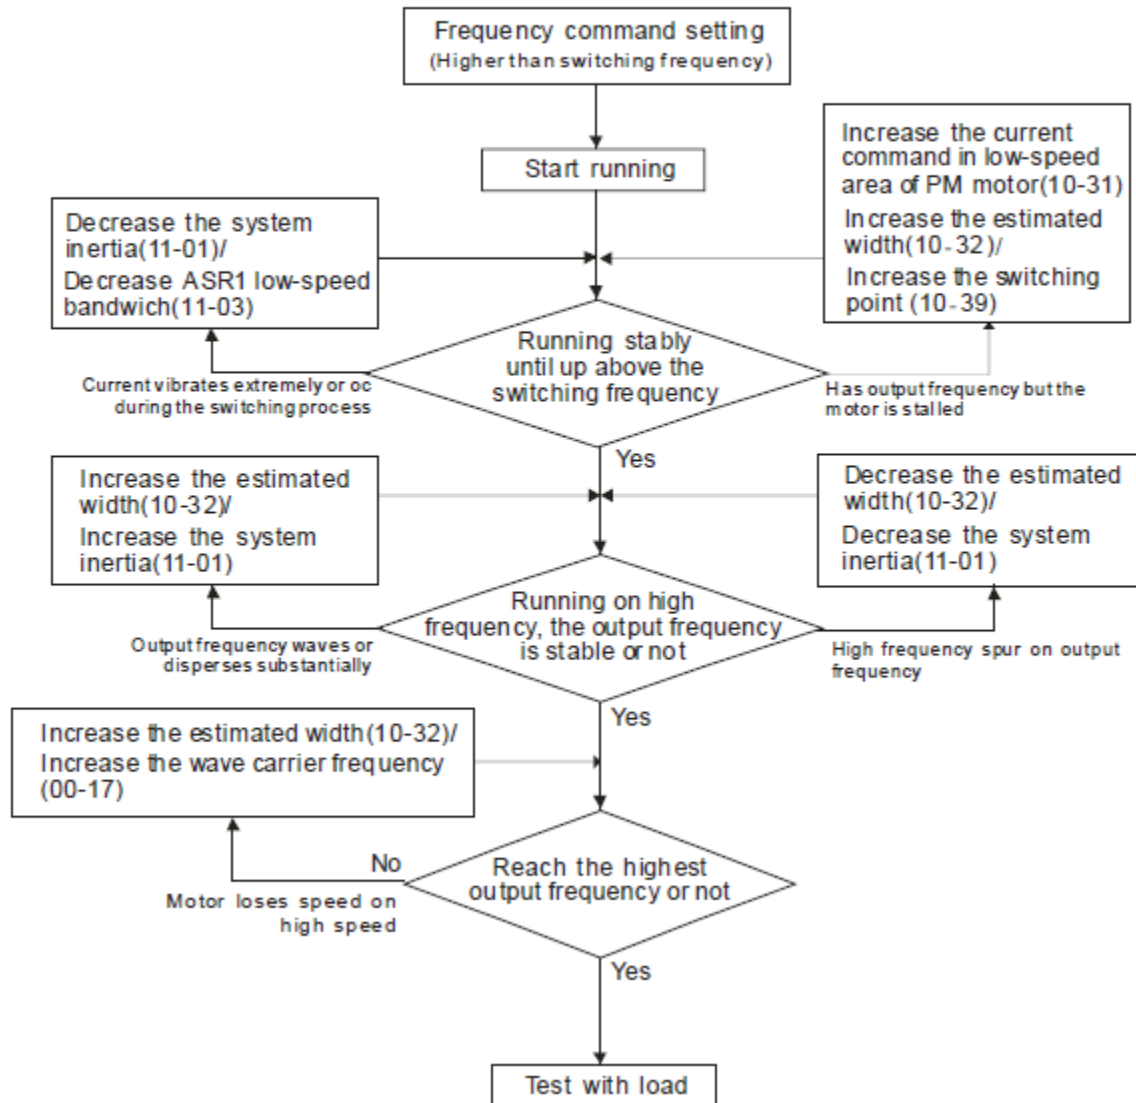 Frequency command setting
(Higher than switching frequency)
Start running
Increase the current
command in low-speed
area of PM motor(10-31)
Increase the estimated
width(10-32)/
Increase the switching
point (10-39)
Decrease the system
inertia(11-01)/
Decrease ASR1 low-speed
bandwich(11-03)
Running stably
until up above the
switching frequency
Current vibrates extremely or oc
during the switching process
Has output frequency but the
motor is stalled
Yes
Increase the estimated
width(10-32)/
Increase the system
inertia(11-01)
Decrease the estimated
width(10-32)/
Decrease the system
inertia(11-01)
Running on high
frequency, the output frequency
is stable or not
Output frequency waves or
disperses substantially
High frequency spur on output
frequency
Yes
Increase the estimated width(10-32)/
Increase the wave carrier frequency
(00-17)
No
Reach the highest
output frequency or not
Motor loses speed on
high speed
Yes
Test with load